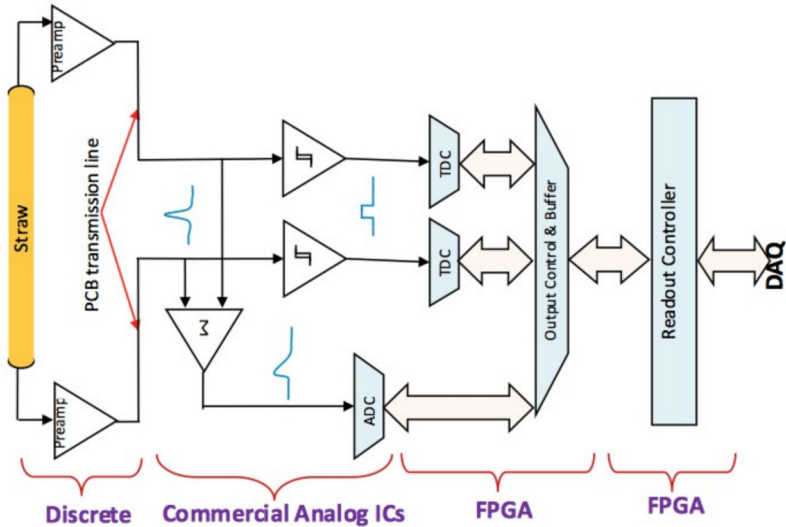 Preamp
PCB transmission line
Straw
TDC
TDC
Output Control & Buffer
Readout Controller
DAQ
Σ
ADC
Preamp
Discrete
Commercial Analog ICs
FPGA
FPGA